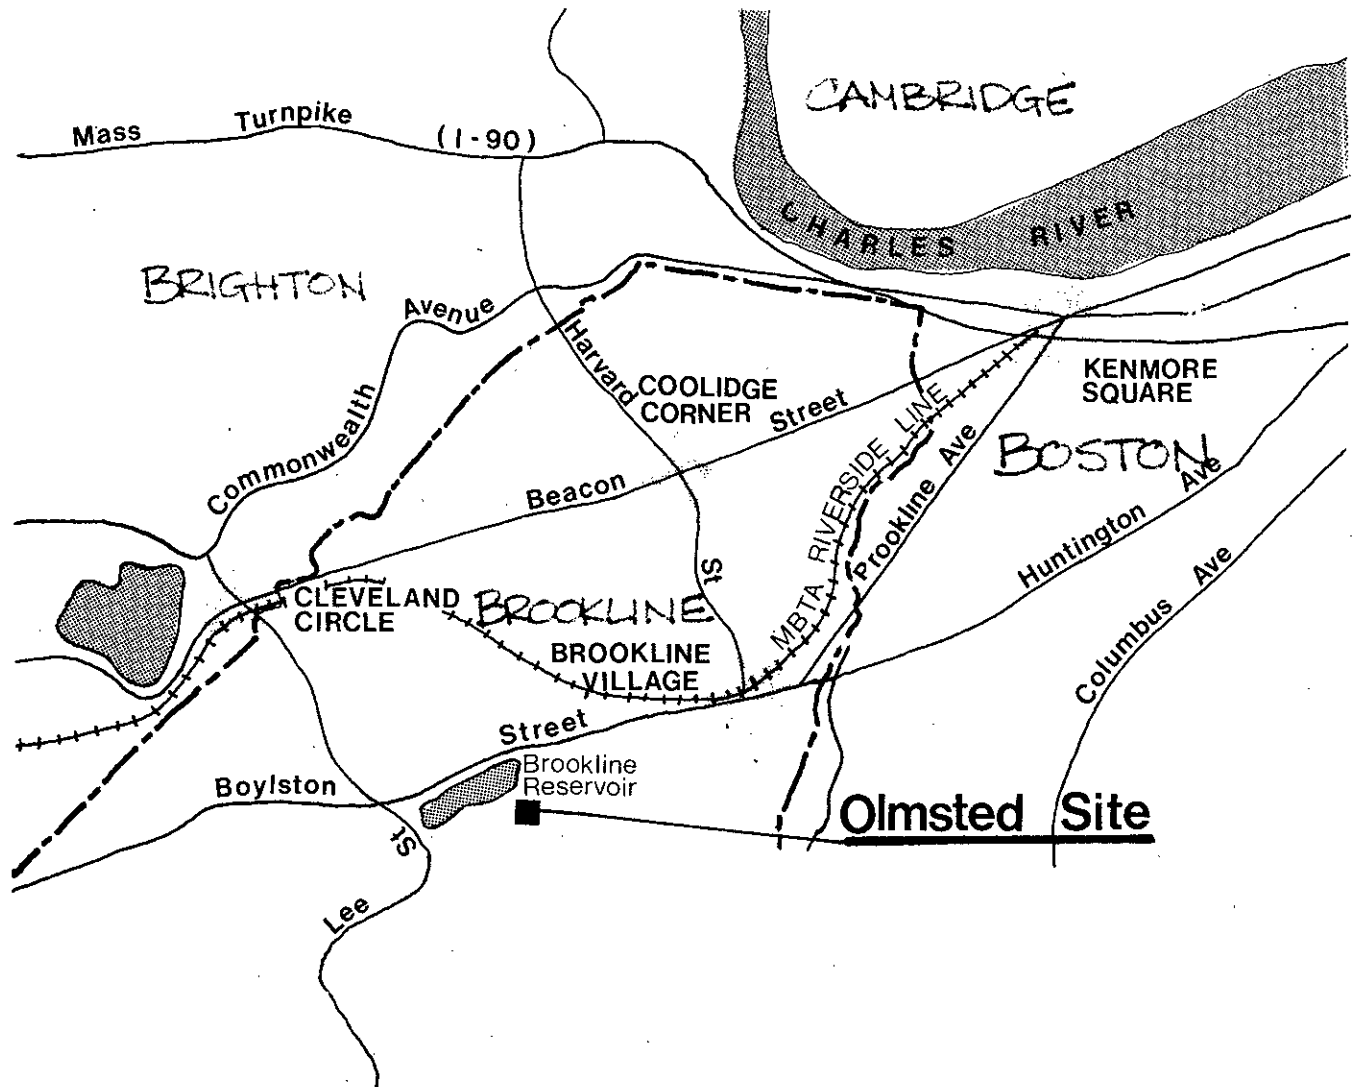 CAMBRIDGE
Mass Turnpike (I-90)
CHARLES RIVER
BRIGHTON
Commonwealth Avenue
Harvard St
COOLIDGE
CORNER
KENMORE
SQUARE
Beacon Street
MBTA RIVERSIDE LINE
Prookline Ave
BOSTON
Huntington Ave
Columbus Ave
CLEVELAND
CIRCLE
BROOKLINE
BROOKLINE
VILLAGE
Boylston Street
Brookline
Reservoir
Olmsted Site
Lee St